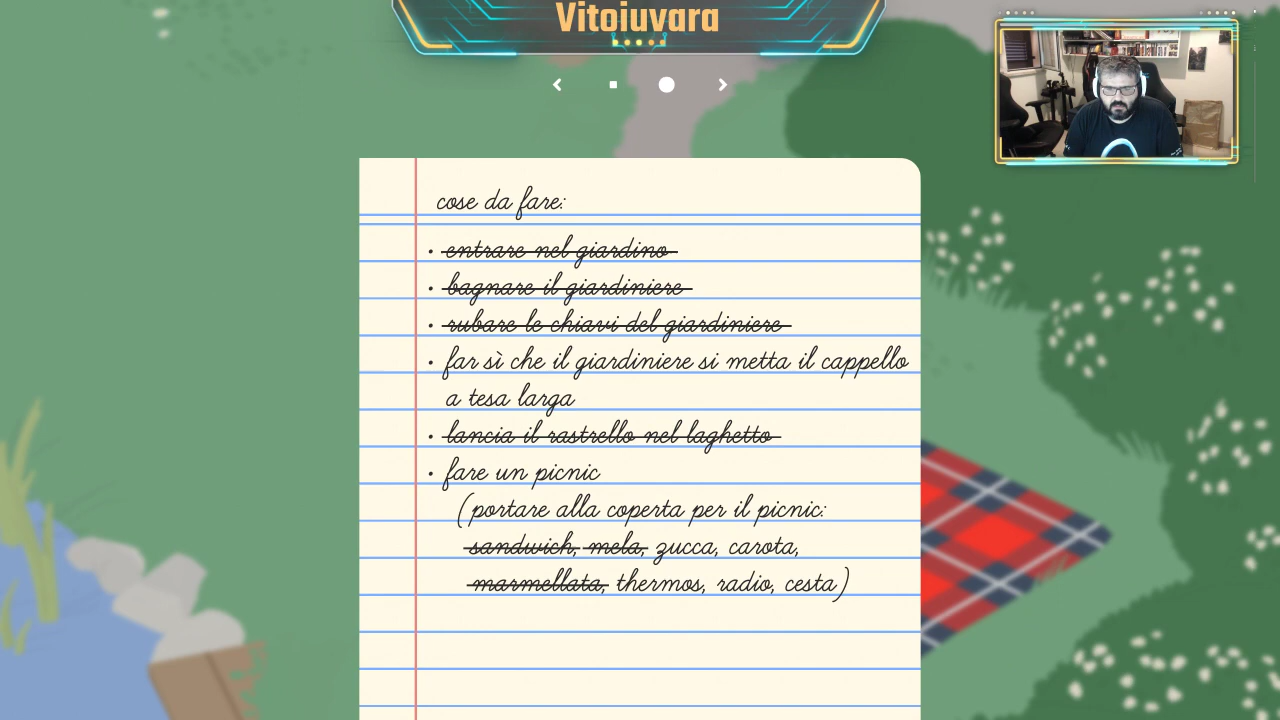 Vitoiuvara
cose da fare:
• entrare nel giardino
• bagnare il giardiniere
• rubare le chiavi del giardiniere
• far sì che il giardiniere si metta il cappello
a tesa larga
• lancia il rastrello nel laghetto
• fare un picnic
(portare alla coperta per il picnic:
sandwich, mela, zucca, carota,
marmellata, thermos, radio, cesta)